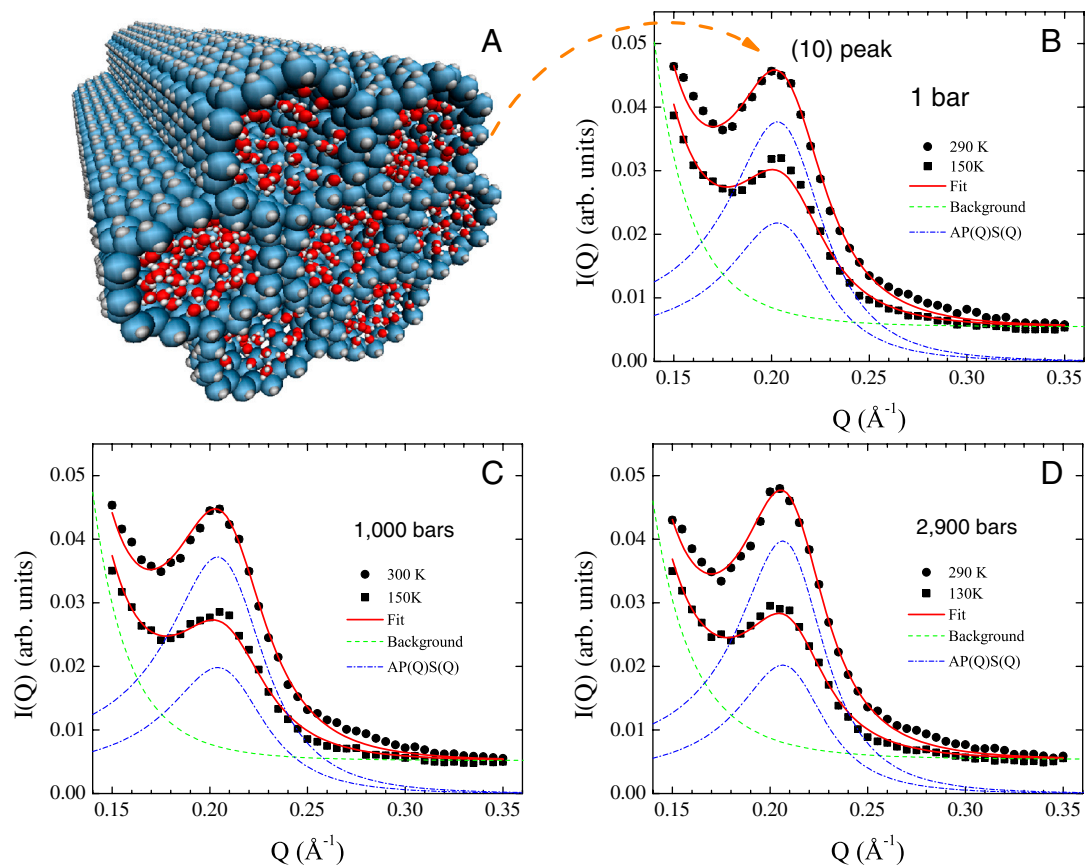 A
B
(10) peak
1 bar
290 K
150K
Fit
Background
AP(Q)S(Q)
I(Q) (arb. units)
0.05
0.04
0.03
0.02
0.01
0.00
0.15 0.20 0.25 0.30 0.35
Q (Å⁻¹)
C
1,000 bars
300 K
150K
Fit
Background
AP(Q)S(Q)
I(Q) (arb. units)
0.05
0.04
0.03
0.02
0.01
0.00
0.15 0.20 0.25 0.30 0.35
Q (Å⁻¹)
D
2,900 bars
290 K
130K
Fit
Background
AP(Q)S(Q)
I(Q) (arb. units)
0.05
0.04
0.03
0.02
0.01
0.00
0.15 0.20 0.25 0.30 0.35
Q (Å⁻¹)